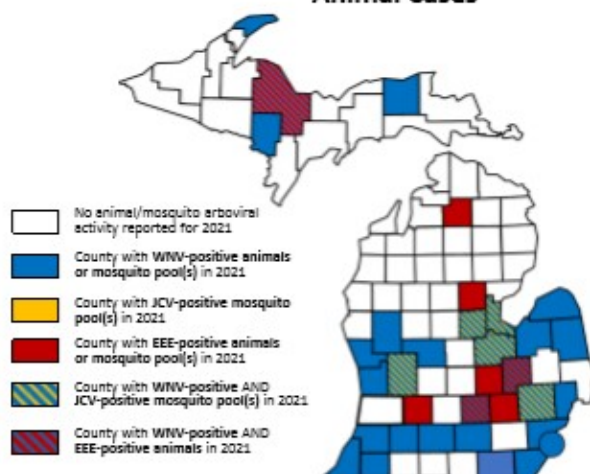 Animal Cases
No animal/mosquito arboviral
activity reported for 2021
County with WNV-positive animals
or mosquito pool(s) in 2021
County with JCV-positive mosquito
pool(s) in 2021
County with EEE-positive animals
or mosquito pool(s) in 2021
County with WNV-positive AND
JCV-positive mosquito pool(s) in 2021
County with WNV-positive AND
EEE-positive animals in 2021